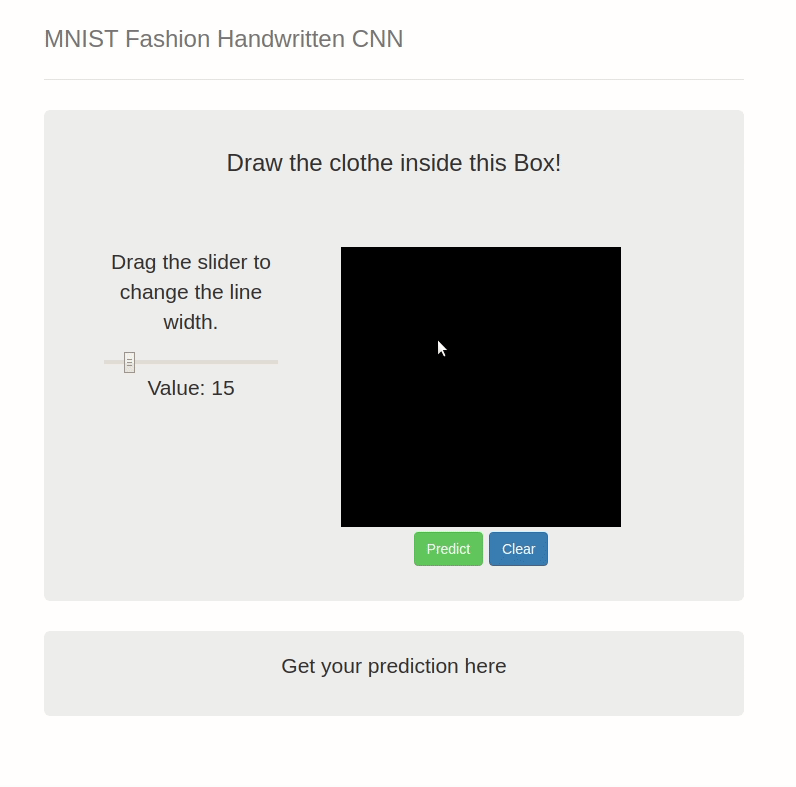 MNIST Fashion Handwritten CNN
Draw the clothe inside this Box!
Drag the slider to
change the line
width.
Value: 15
Predict
Clear
Get your prediction here